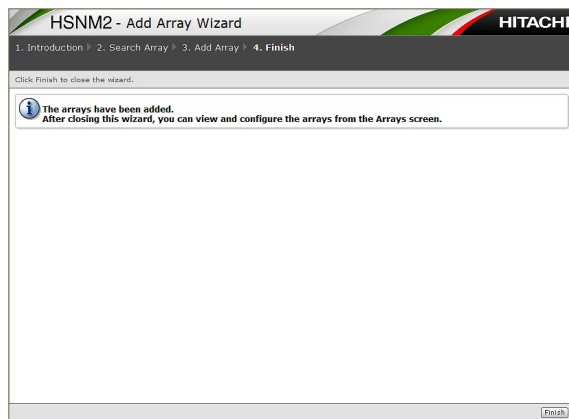 HSNM2 - Add Array Wizard
HITACHI
1. Introduction 2. Search Array 3. Add Array 4. Finish
Click Finish to close the wizard.
The arrays have been added.
After closing this wizard, you can view and configure the arrays from the Arrays screen.
Finish